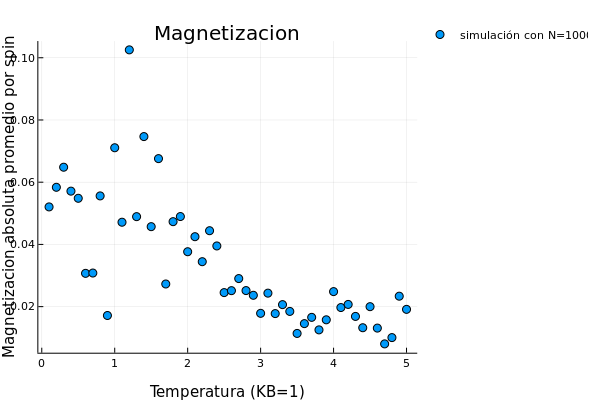 Magnetizacion
Magnetizacion absoluta promedio por spin
0.10
0.08
0.06
0.04
0.02
0
1
2
3
4
5
Temperatura (KB=1)
simulación con N=100